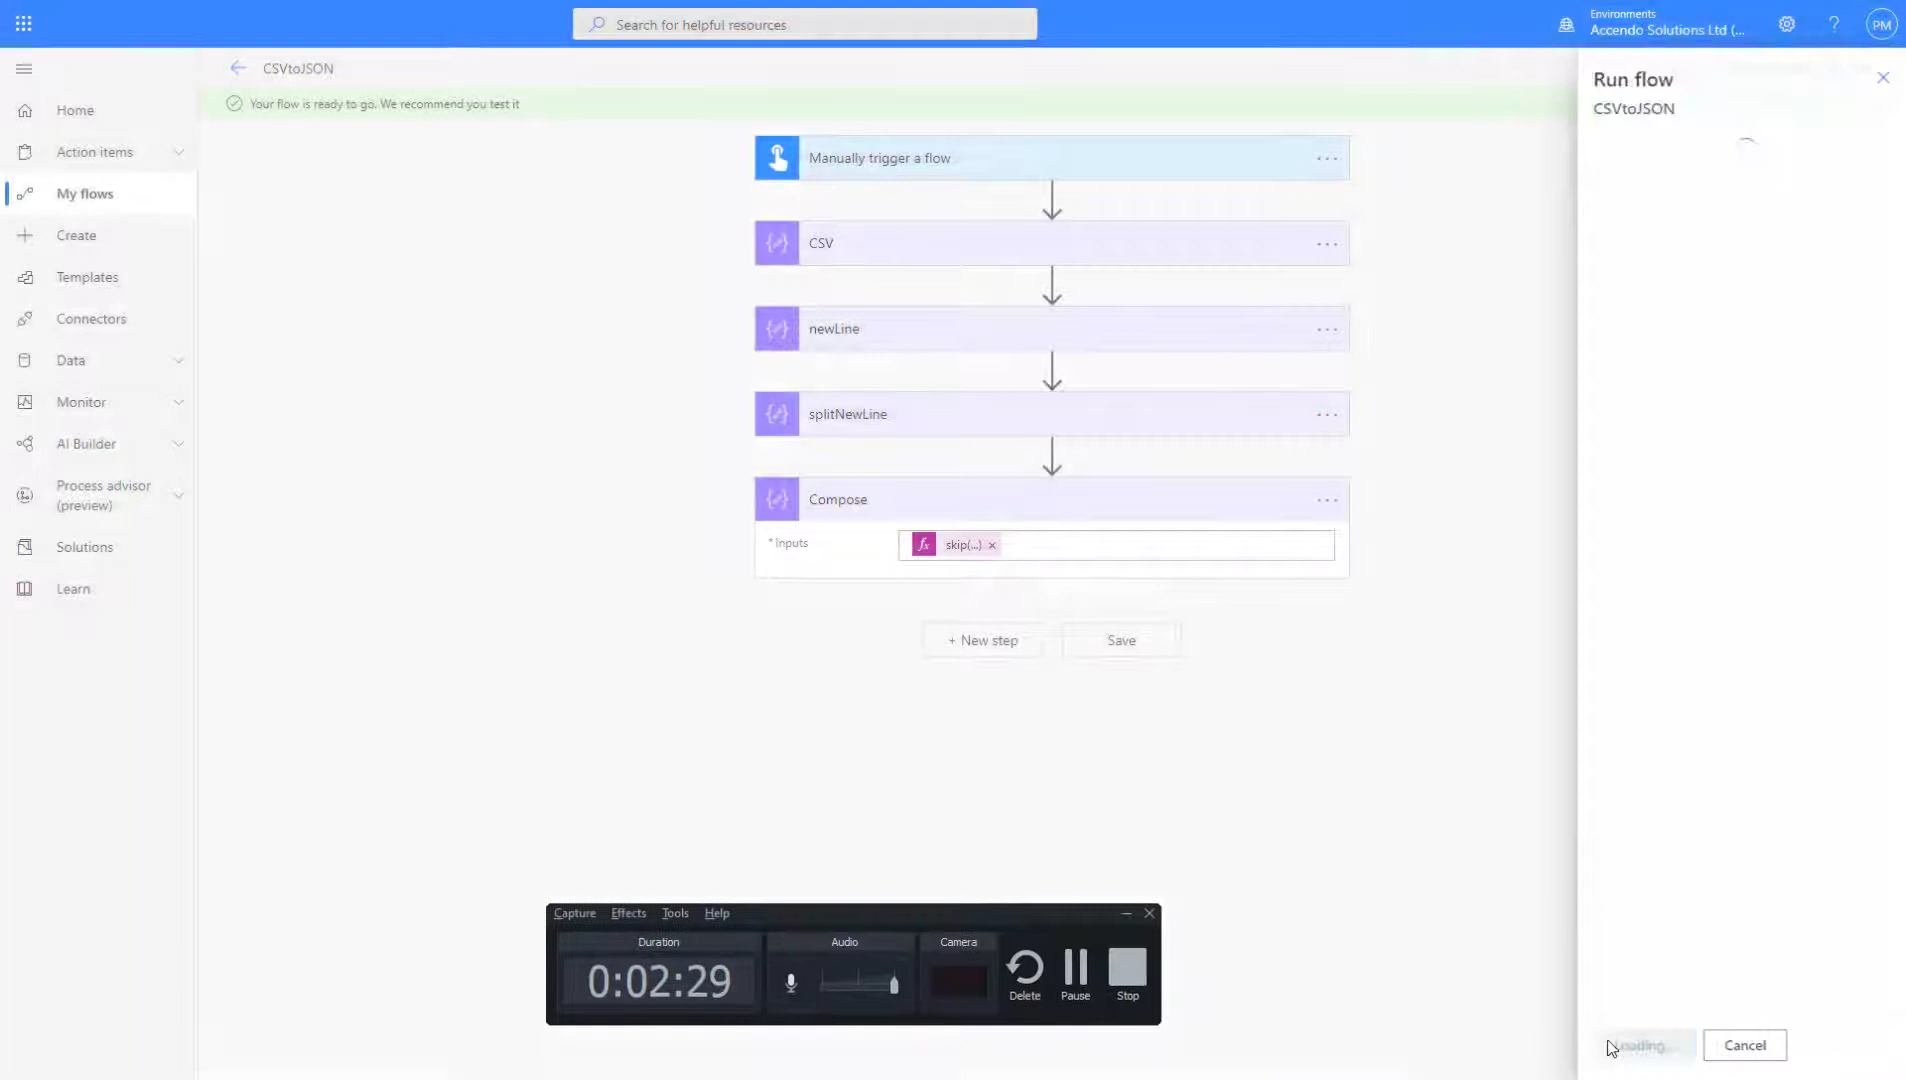 Search for helpful resources
Environments
Accendo Solutions Ltd (...
?
PM
CSVtoJSON
Your flow is ready to go. We recommend you test it
Home
Action items
My flows
Create
Templates
Connectors
Data
Monitor
AI Builder
Process advisor
(preview)
Solutions
Learn
Manually trigger a flow
CSV
newLine
splitNewLine
Compose
* Inputs
fx skip(...) ×
+ New step
Save
Run flow
CSVtoJSON
Capture Effects Tools Help
Duration
Audio
Camera
0:02:29
Delete
Pause
Stop
Loading...
Cancel